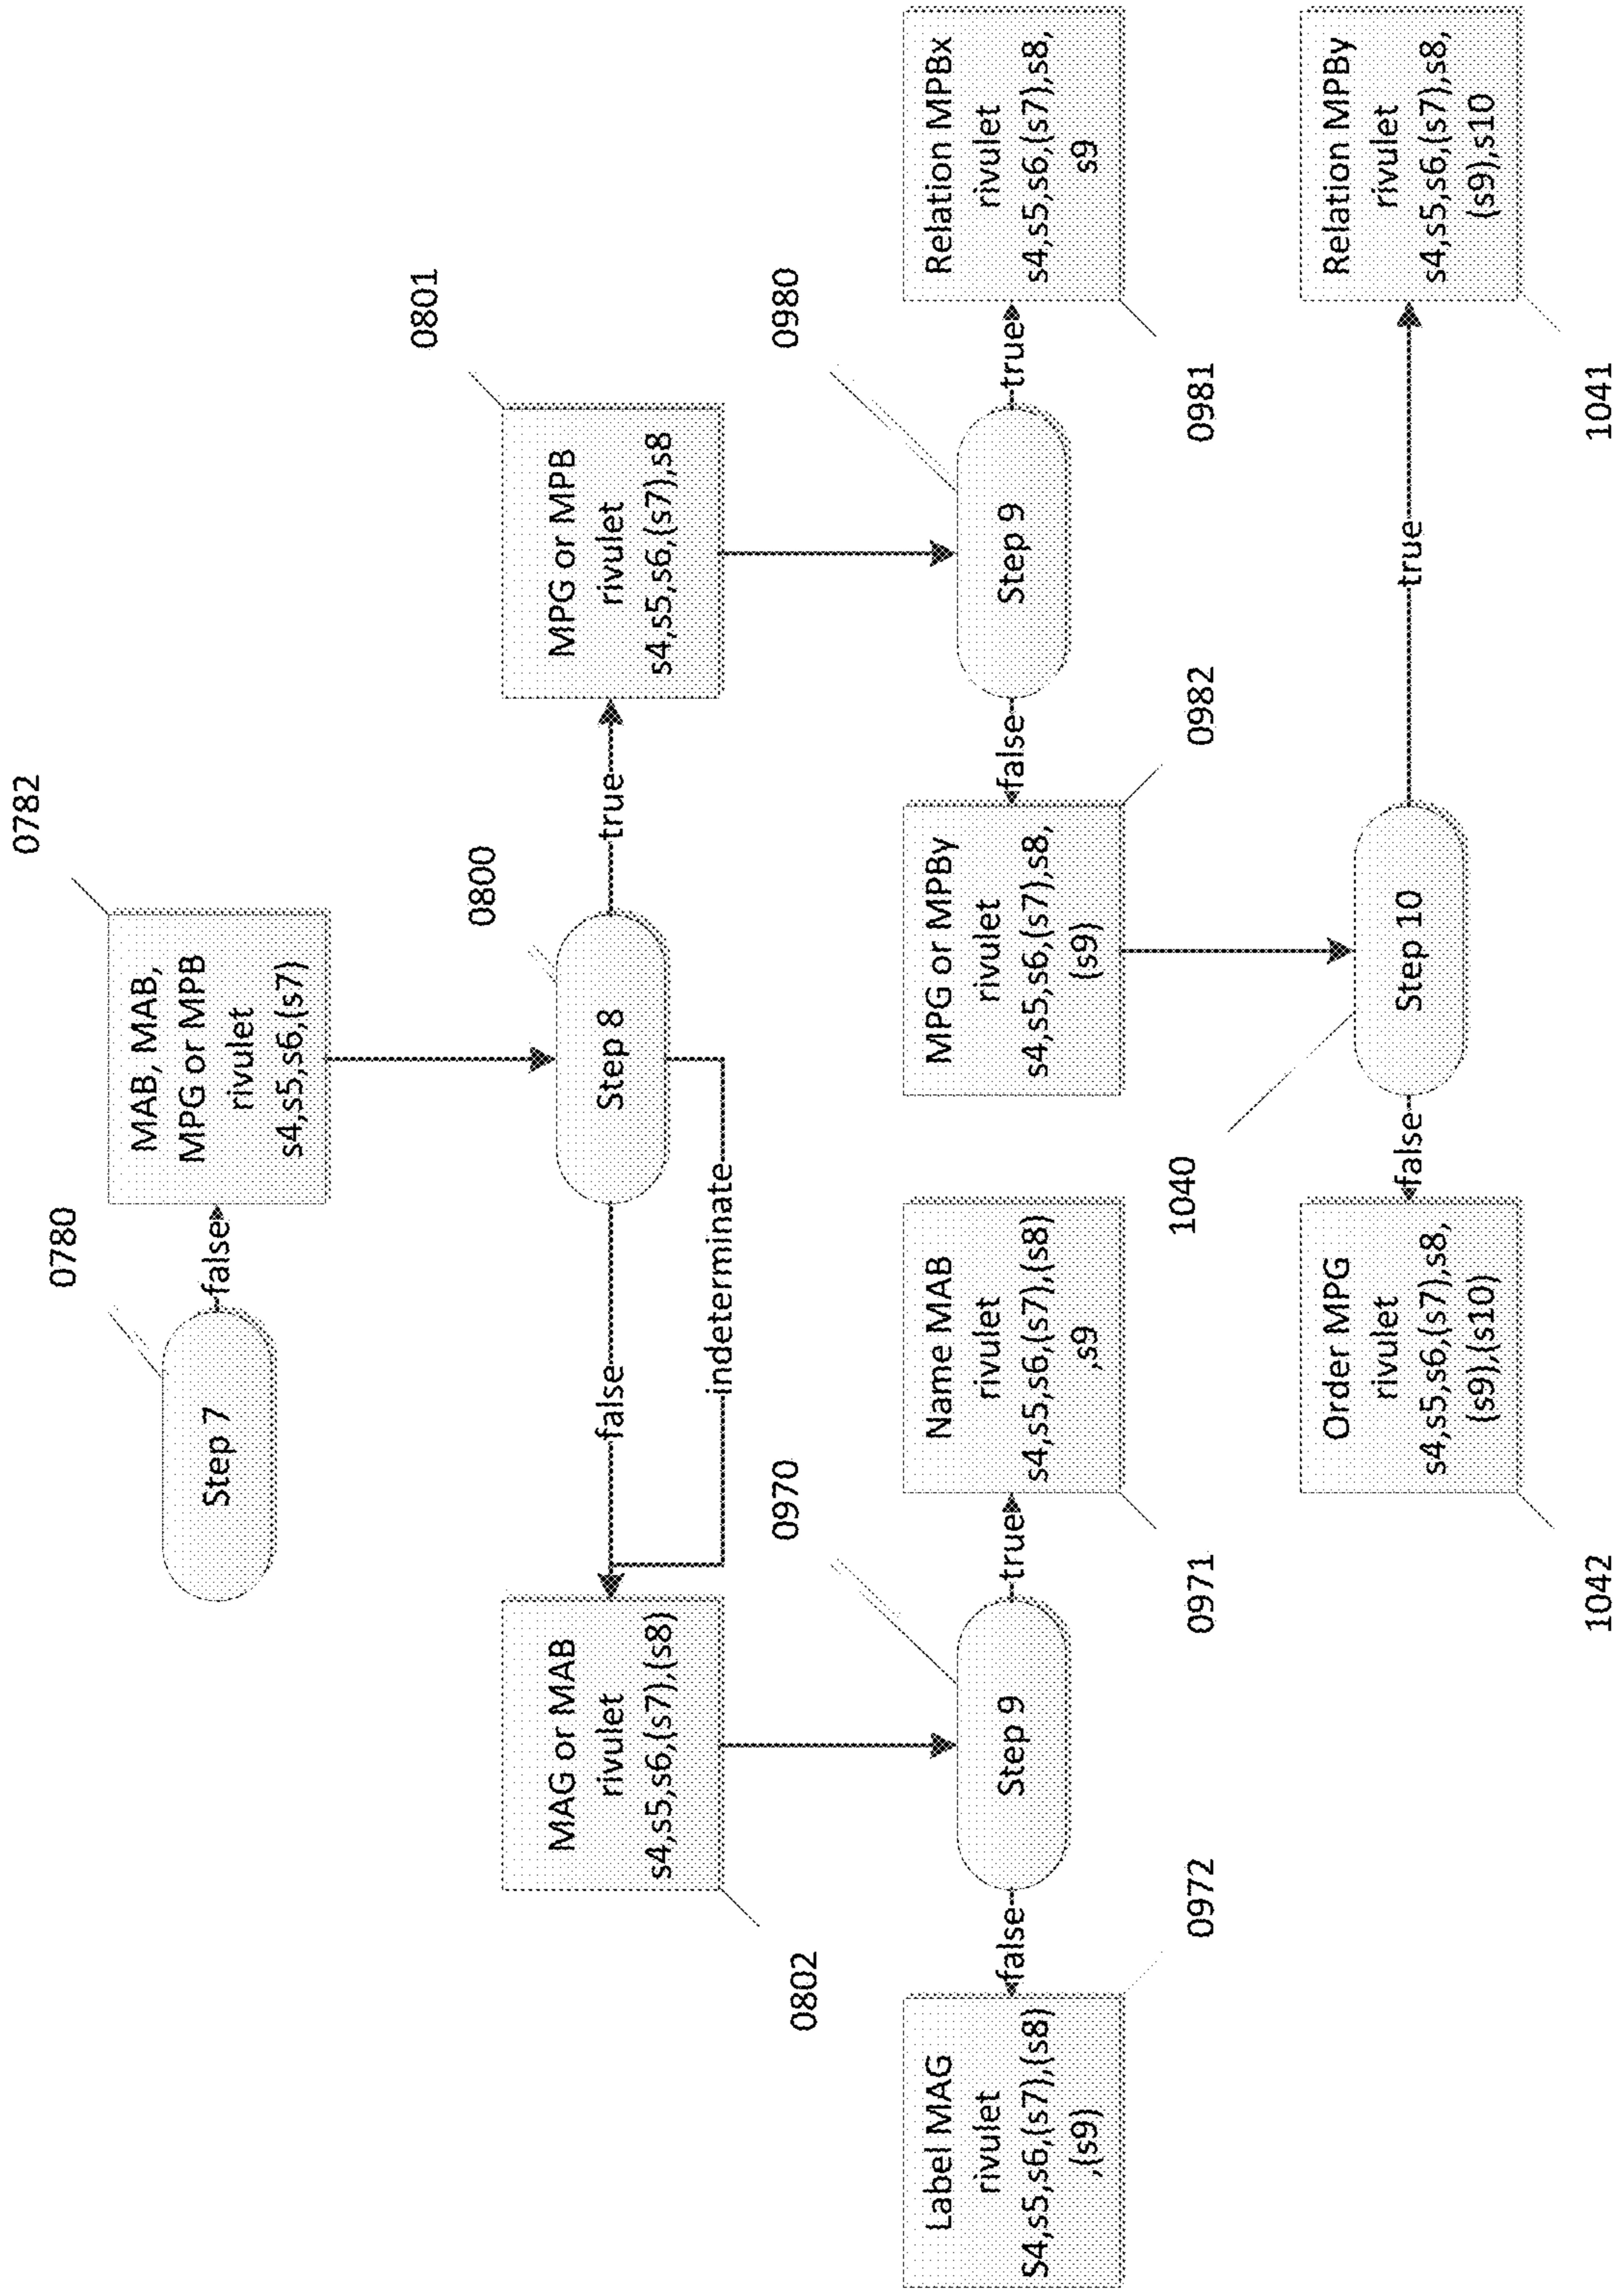 0780
Step 7
false
0782
MAB, MAB,
MPG or MPB
rivulet
s4,s5,s6,(s7)
0800
Step 8
false
indeterminate
true
0802
MAG or MAB
rivulet
s4,s5,s6,(s7),(s8)
0801
MPG or MPB
rivulet
s4,s5,s6,(s7),s8
0970
Step 9
false
true
0972
Label MAG
rivulet
S4,s5,s6,(s7),(s8)
,(s9)
0971
Name MAB
rivulet
s4,s5,s6,(s7),(s8)
,s9
0980
Step 9
false
true
0982
MPG or MPBy
rivulet
s4,s5,s6,(s7),s8,
(s9)
0981
Relation MPBx
rivulet
s4,s5,s6,(s7),s8,
s9
1040
Step 10
false
true
1042
Order MPG
rivulet
s4,s5,s6,(s7),s8,
(s9),(s10)
1041
Relation MPBy
rivulet
s4,s5,s6,(s7),s8,
(s9),s10